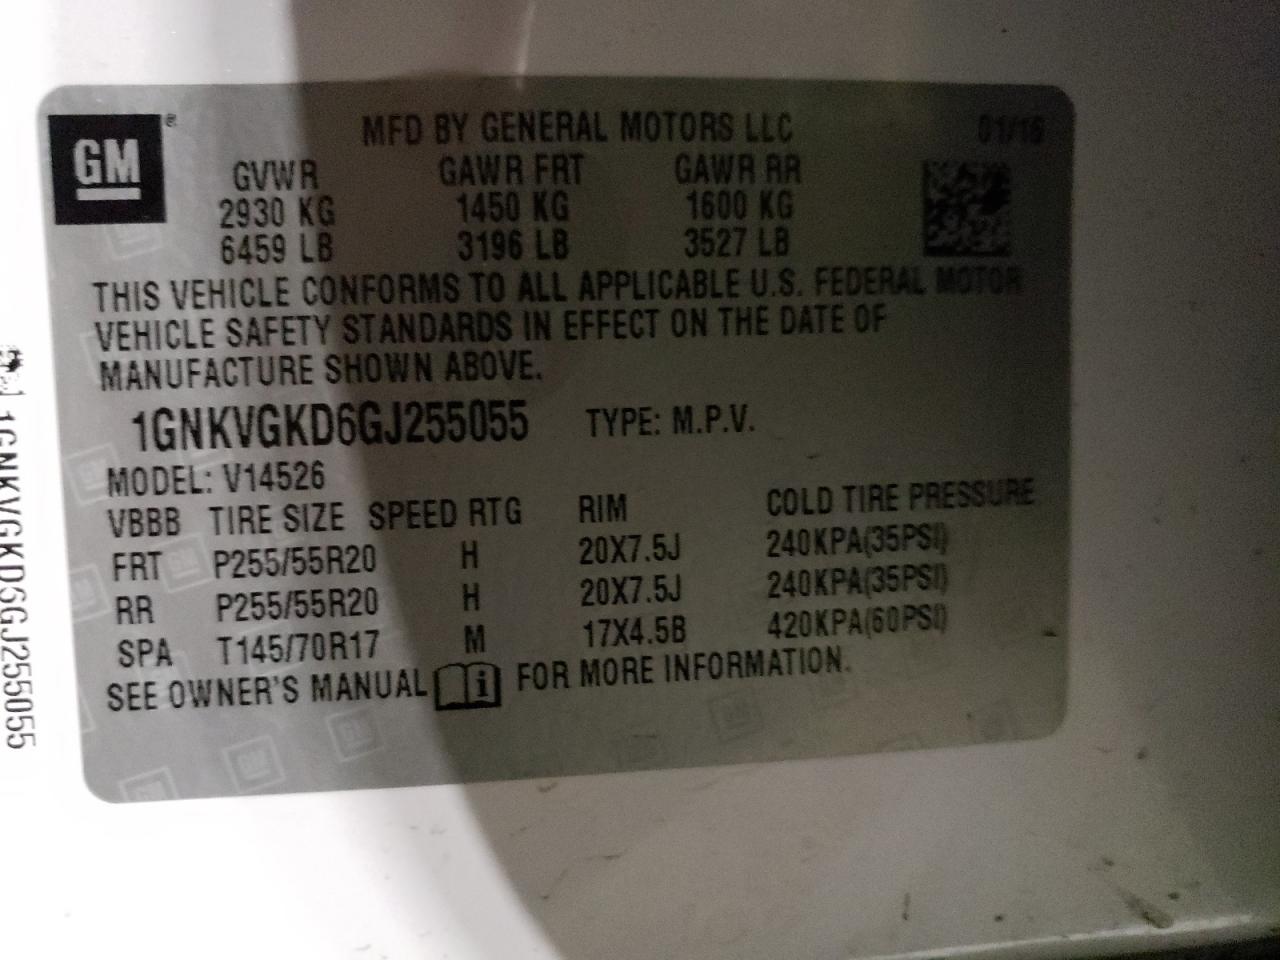 GM ®
MFD BY GENERAL MOTORS LLC 01/16
GVWR GAWR FRT GAWR RR
2930 KG 1450 KG 1600 KG
6459 LB 3196 LB 3527 LB
THIS VEHICLE CONFORMS TO ALL APPLICABLE U.S. FEDERAL MOTOR
VEHICLE SAFETY STANDARDS IN EFFECT ON THE DATE OF
MANUFACTURE SHOWN ABOVE.
1GNKVGKD6GJ255055 TYPE: M.P.V.
MODEL: V14526
VBBB TIRE SIZE SPEED RTG RIM COLD TIRE PRESSURE
FRT P255/55R20 H 20X7.5J 240KPA(35PSI)
RR P255/55R20 H 20X7.5J 240KPA(35PSI)
SPA T145/70R17 M 17X4.5B 420KPA(60PSI)
SEE OWNER'S MANUAL i FOR MORE INFORMATION.
1GNKVGKD6GJ255055